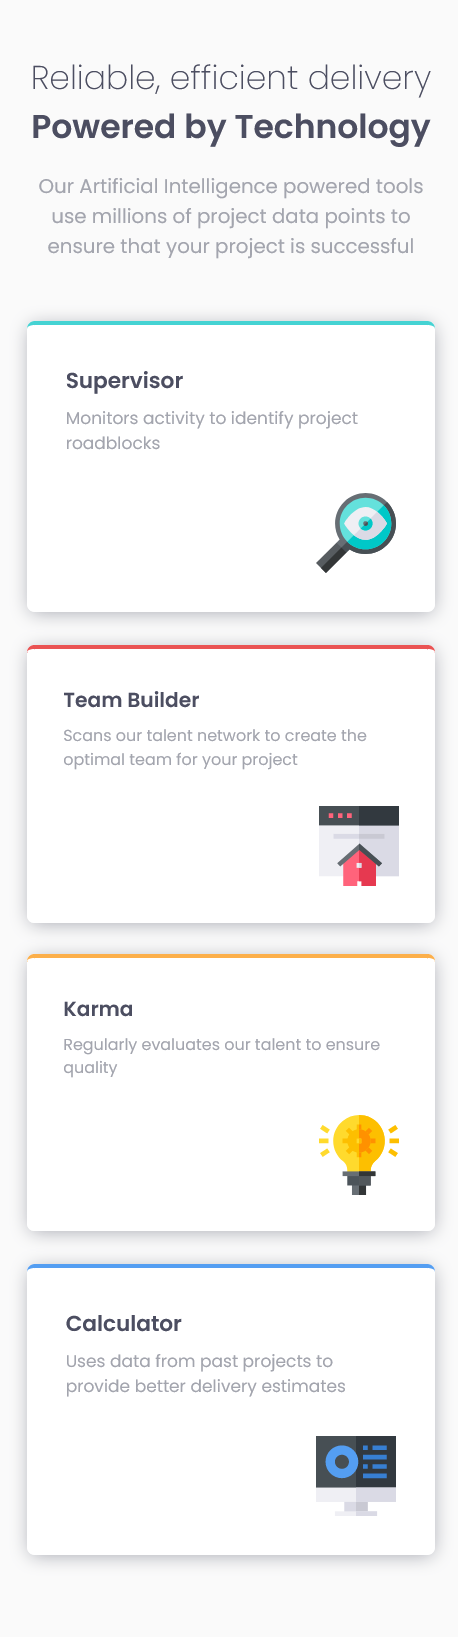 Reliable, efficient delivery
Powered by Technology
Our Artificial Intelligence powered tools
use millions of project data points to
ensure that your project is successful
Supervisor
Monitors activity to identify project
roadblocks
Team Builder
Scans our talent network to create the
optimal team for your project
Karma
Regularly evaluates our talent to ensure
quality
Calculator
Uses data from past projects to
provide better delivery estimates